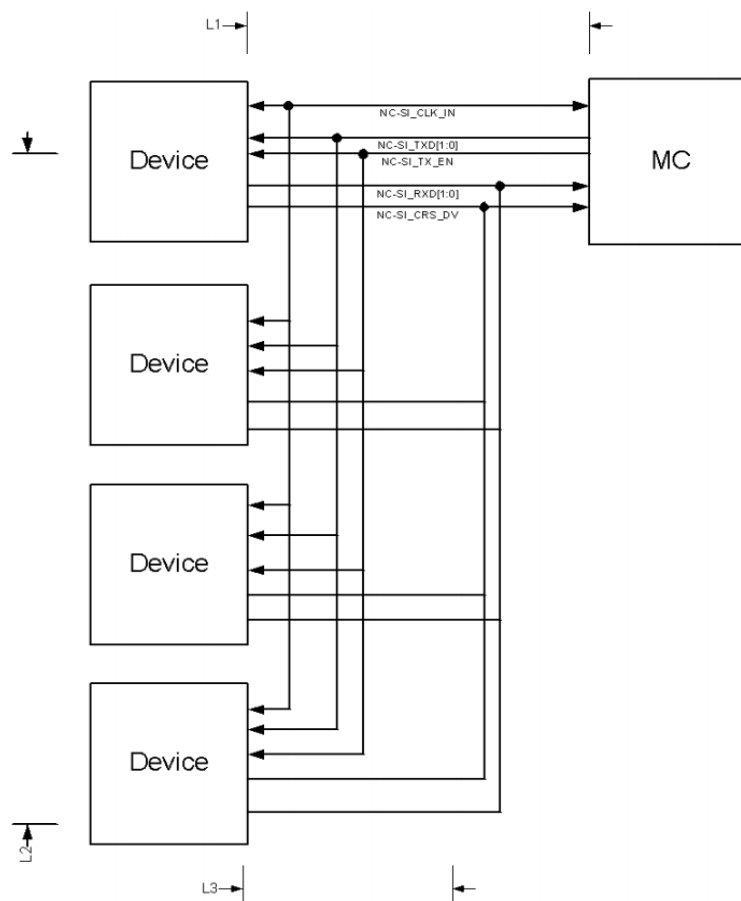 L1
NC-SI_CLK_IN
Device
NC-SI_TXD[1:0]
MC
NC-SI_TX_EN
NC-SI_RXD[1:0]
NC-SI_CRS_DV
Device
Device
Device
L2
L3